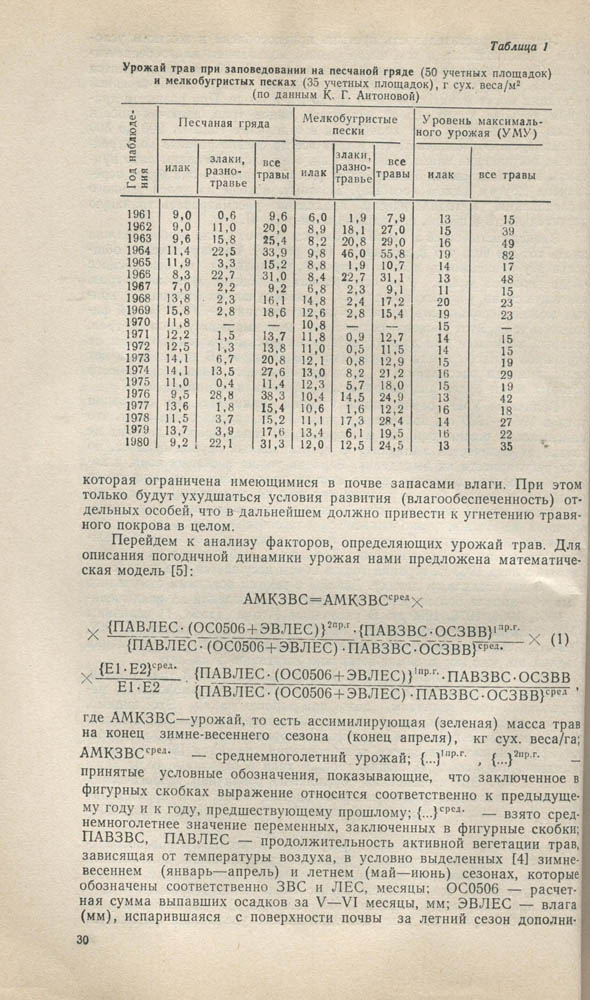 Таблица 1
Урожай трав при заповедовании на песчаной гряде (50 учетных площадок)
и мелкобугристых песках (35 учетных площадок), г сух. веса/м²
(по данным К. Г. Антоновой)
Год наблюдения | Песчаная гряда | Мелкобугристые пески | Уровень максимального урожая (УМУ)
илак | злаки, разнотравье | все травы | илак | злаки, разнотравье | все травы | илак | все травы
1961 9,0 0,6 9,6 6,0 1,9 7,9 13 15
1962 9,0 11,0 20,0 8,9 18,1 27,0 15 39
1963 9,6 15,8 25,4 8,2 20,8 29,0 16 49
1964 11,4 22,5 33,9 9,8 46,0 55,8 19 82
1965 11,9 3,3 15,2 8,8 1,9 10,7 14 17
1966 8,3 22,7 31,0 8,4 22,7 31,1 13 48
1967 7,0 2,2 9,2 6,8 2,3 9,1 11 15
1968 13,8 2,3 16,1 14,8 2,4 17,2 20 23
1969 15,8 2,8 18,6 12,6 2,8 15,4 19 23
1970 11,8 — — 10,8 — — 15 —
1971 12,2 1,5 13,7 11,8 0,9 12,7 14 15
1972 12,5 1,3 13,8 11,0 0,5 11,5 14 15
1973 14,1 6,7 20,8 12,1 0,8 12,9 15 19
1974 14,1 13,5 27,6 13,0 8,2 21,2 16 29
1975 11,0 0,4 11,4 12,3 5,7 18,0 15 19
1976 9,5 28,8 38,3 10,4 14,5 24,9 13 42
1977 13,6 1,8 15,4 10,6 1,6 12,2 16 18
1978 11,5 3,7 15,2 11,1 17,3 28,4 14 27
1979 13,7 3,9 17,6 13,4 6,1 19,5 16 22
1980 9,2 22,1 31,3 12,0 12,5 24,5 13 35
которая ограничена имеющимися в почве запасами влаги. При этом
только будут ухудшаться условия развития (влагообеспеченность) от-
дельных особей, что в дальнейшем должно привести к угнетению травя-
ного покрова в целом.
Перейдем к анализу факторов, определяющих урожай трав. Для
описания погодичной динамики урожая нами предложена математиче-
ская модель [5]:
АМКЗВС=АМКЗВСсред×
× {ПАВЛЕС·(ОС0506+ЭВЛЕС)}2пр.г.·{ПАВЗВС·ОСЗВВ}1пр.г. × (1)
{ПАВЛЕС·(ОС0506+ЭВЛЕС)·ПАВЗВС·ОСЗВВ}сред.
× {Е1·Е2}сред. · {ПАВЛЕС·(ОС0506+ЭВЛЕС)}1пр.г.·ПАВЗВС·ОСЗВВ
Е1·Е2 {ПАВЛЕС·(ОС0506+ЭВЛЕС)·ПАВЗВС·ОСЗВВ}сред ,
где АМКЗВС—урожай, то есть ассимилирующая (зеленая) масса трав
на конец зимне-весеннего сезона (конец апреля), кг сух. веса/га;
АМКЗВСсред. — среднемноголетний урожай; {...}1пр.г. , {...}2пр.г. —
принятые условные обозначения, показывающие, что заключенное в
фигурных скобках выражение относится соответственно к предыдуще-
му году и к году, предшествующему прошлому; {...}сред. — взято сред-
немноголетнее значение переменных, заключенных в фигурные скобки;
ПАВЗВС, ПАВЛЕС — продолжительность активной вегетации трав,
зависящая от температуры воздуха, в условно выделенных [4] зимне-
весеннем (январь—апрель) и летнем (май—июнь) сезонах, которые
обозначены соответственно ЗВС и ЛЕС, месяцы; ОС0506 — расчет-
ная сумма выпавших осадков за V—VI месяцы, мм; ЭВЛЕС — влага
(мм), испарившаяся с поверхности почвы за летний сезон дополни-
30